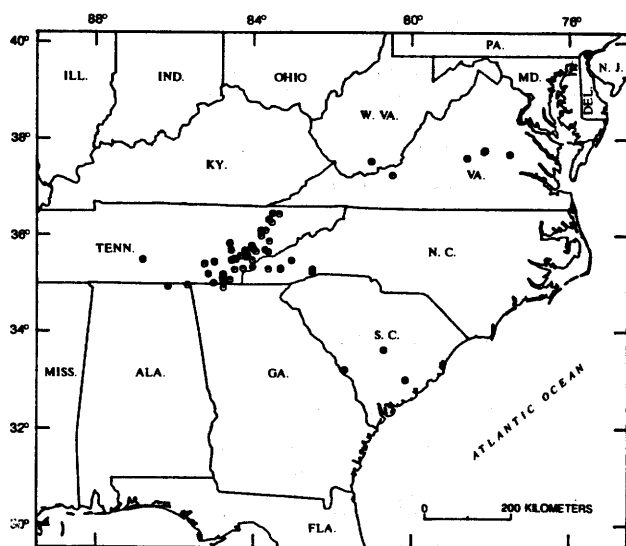 88° 84° 80° 76°
40°
PA.
N. J.
ILL. IND. OHIO MD.
DEL.
W. VA.
38°
KY. VA.
36°
TENN. N. C.
34°
S. C.
MISS. ALA. GA.
ATLANTIC OCEAN
32°
0 200 KILOMETERS
30°
FLA.